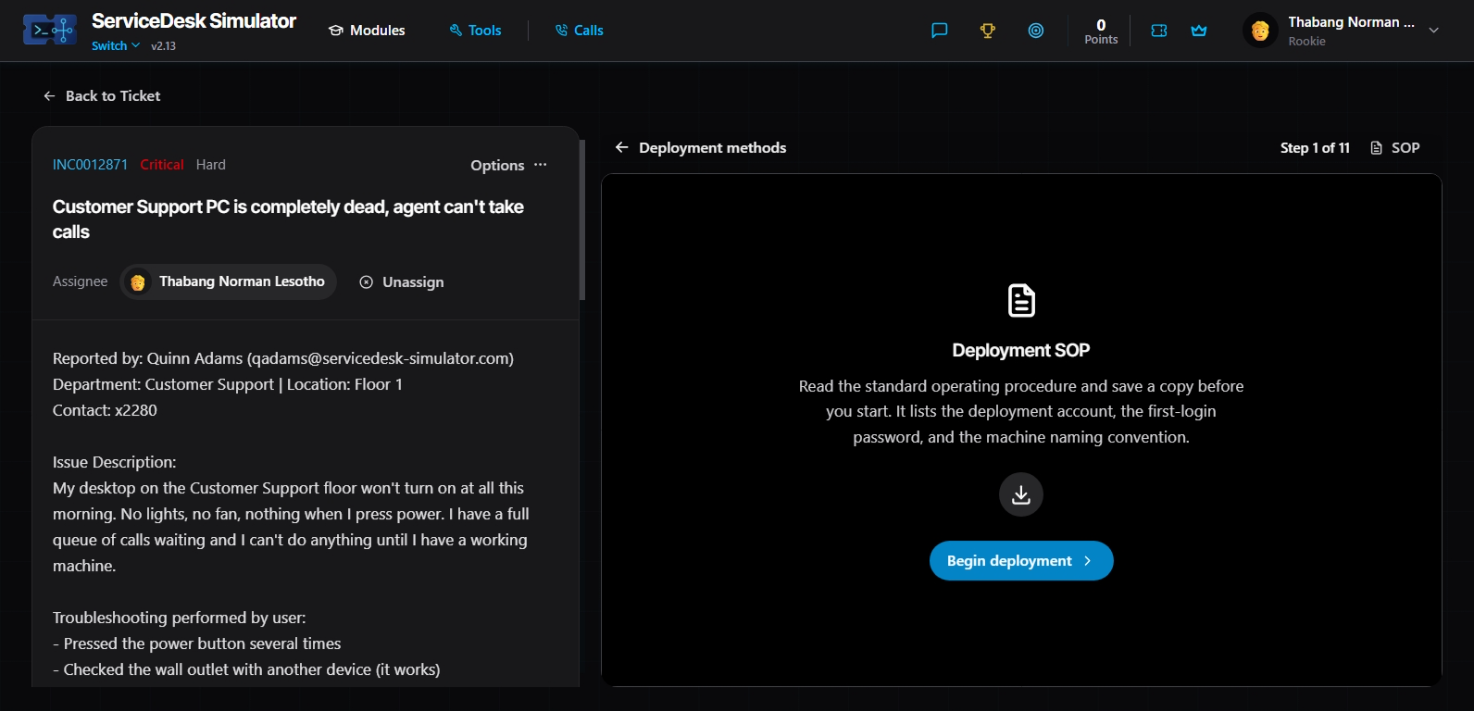 ServiceDesk Simulator
Switch v2.13
Modules
Tools
Calls
0
Points
Thabang Norman ...
Rookie
Back to Ticket
INC0012871 Critical Hard
Options ...
Customer Support PC is completely dead, agent can't take
calls
Assignee Thabang Norman Lesotho Unassign
Reported by: Quinn Adams (qadams@servicedesk-simulator.com)
Department: Customer Support | Location: Floor 1
Contact: x2280
Issue Description:
My desktop on the Customer Support floor won't turn on at all this
morning. No lights, no fan, nothing when I press power. I have a full
queue of calls waiting and I can't do anything until I have a working
machine.
Troubleshooting performed by user:
- Pressed the power button several times
- Checked the wall outlet with another device (it works)
Deployment methods
Step 1 of 11 SOP
Deployment SOP
Read the standard operating procedure and save a copy before
you start. It lists the deployment account, the first-login
password, and the machine naming convention.
Begin deployment